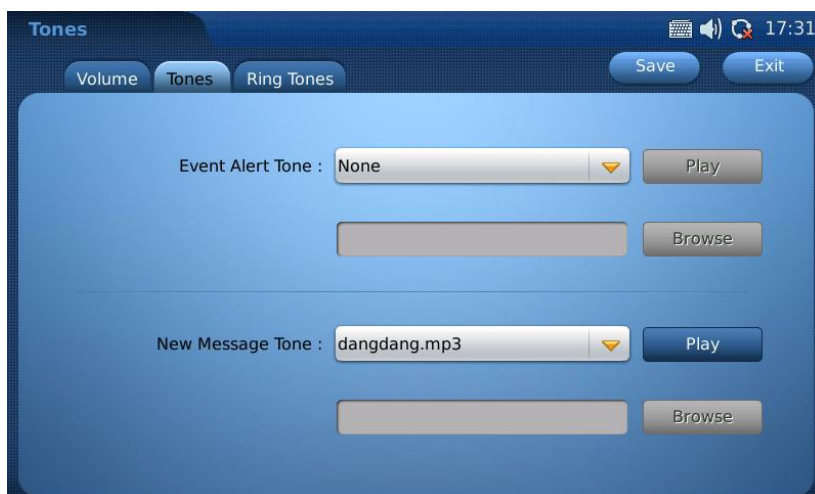 Tones 17:31
Volume Tones Ring Tones Save Exit
Event Alert Tone : None Play
Browse
New Message Tone : dangdang.mp3 Play
Browse